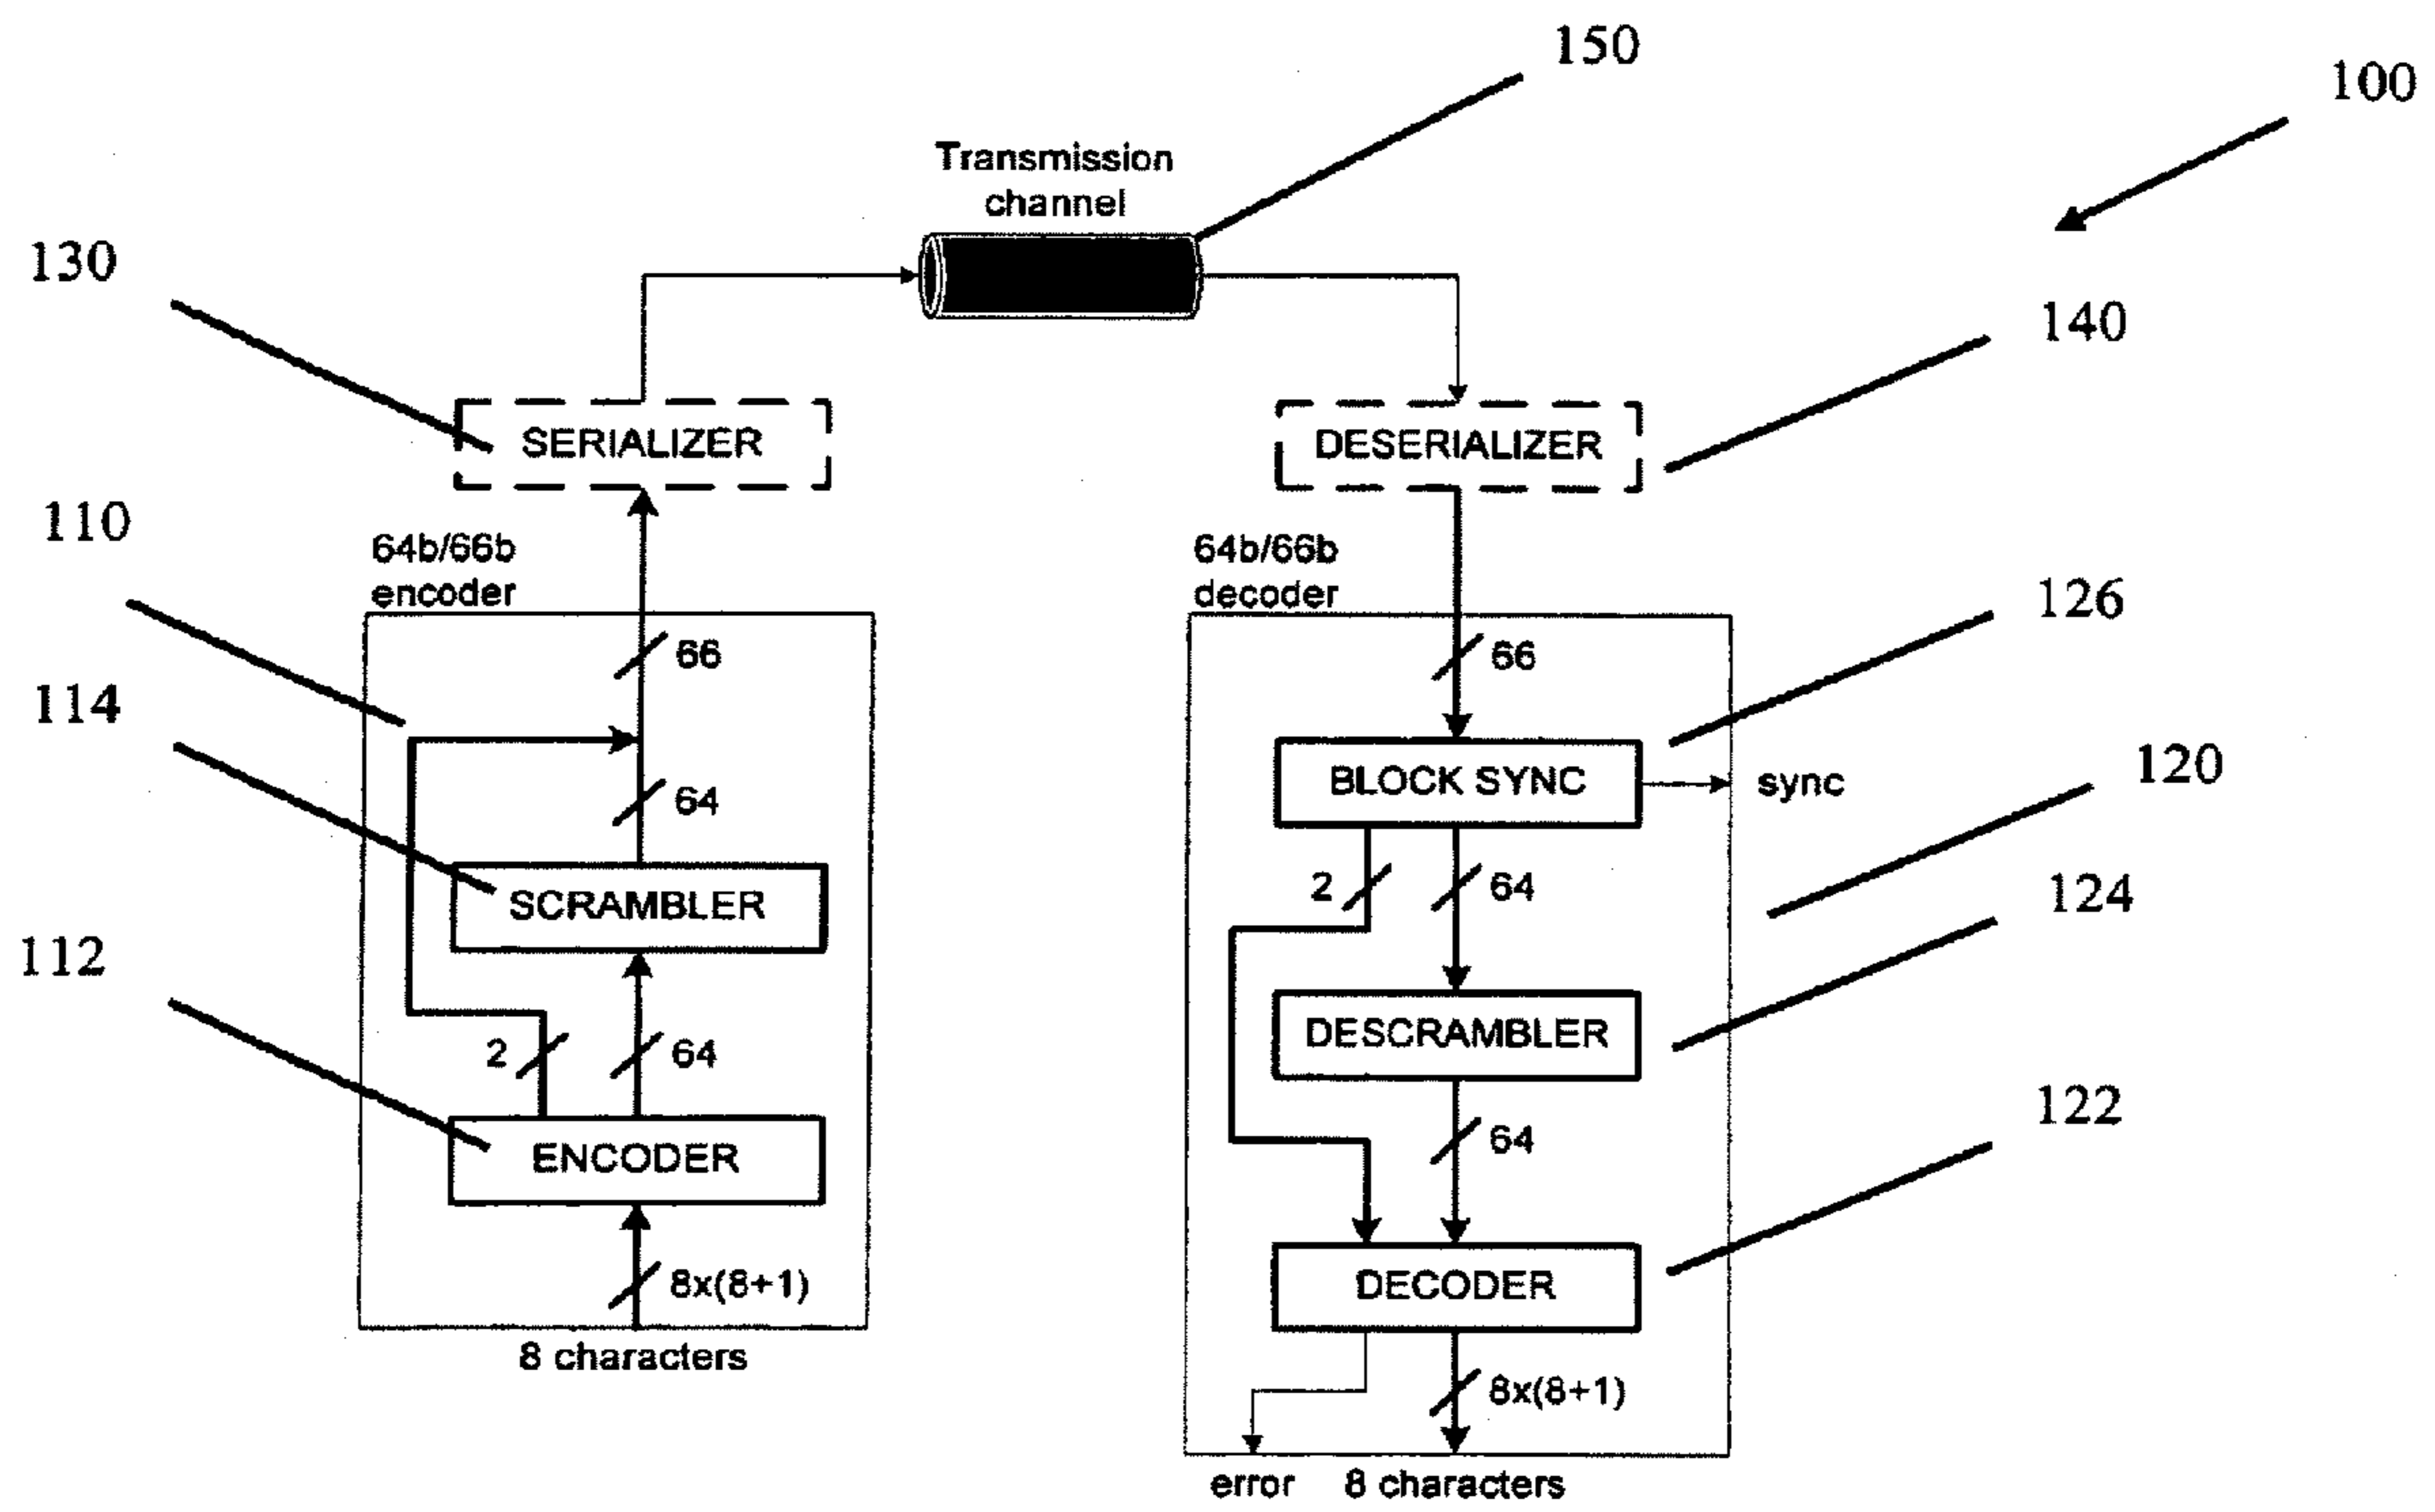 150
100
Transmission
channel
130
140
SERIALIZER
DESERIALIZER
110
64b/66b
encoder
64b/66b
decoder
126
66
66
114
BLOCK SYNC
sync
120
64
2
64
124
SCRAMBLER
112
DESCRAMBLER
2
64
122
64
ENCODER
DECODER
8x(8+1)
8 characters
8x(8+1)
error
8 characters